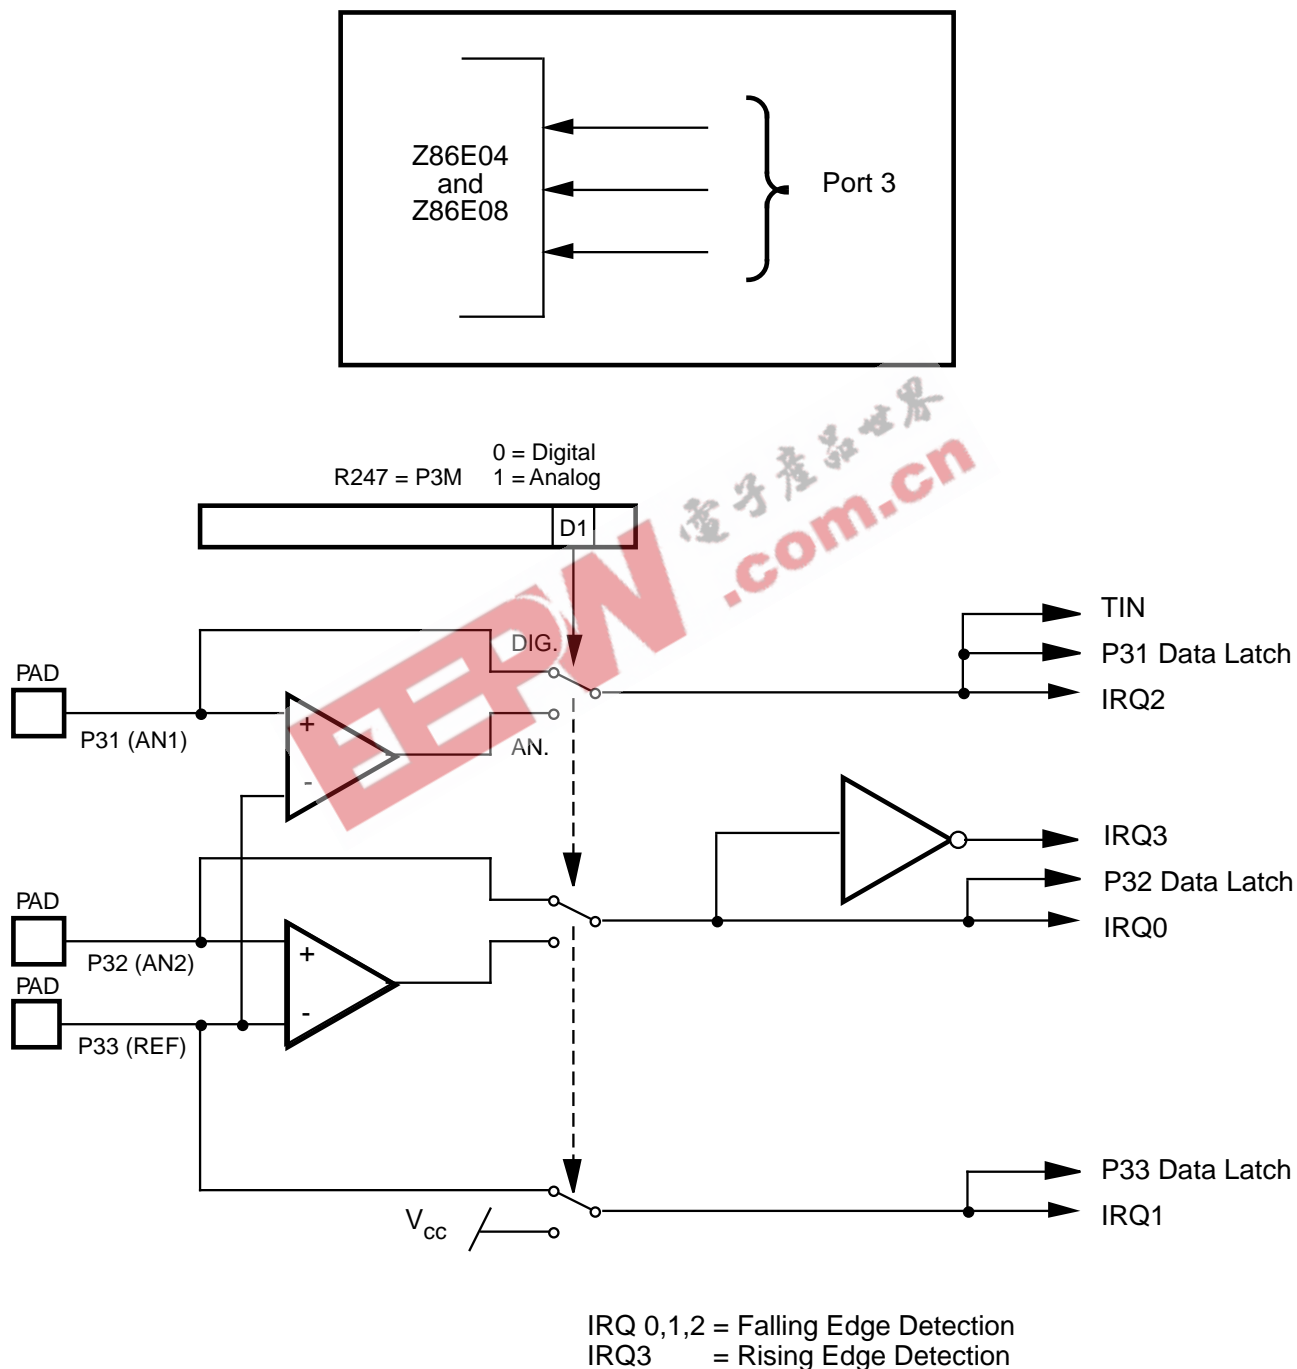 Z86E04
and
Z86E08
Port 3
0 = Digital
R247 = P3M 1 = Analog
D1
電子產品世界
.com.cn
EEPW
TIN
DIG.
P31 Data Latch
PAD
IRQ2
+
P31 (AN1)
AN.
-
IRQ3
P32 Data Latch
PAD
IRQ0
+
P32 (AN2)
PAD
-
P33 (REF)
P33 Data Latch
Vcc
IRQ1
IRQ 0,1,2 = Falling Edge Detection
IRQ3 = Rising Edge Detection